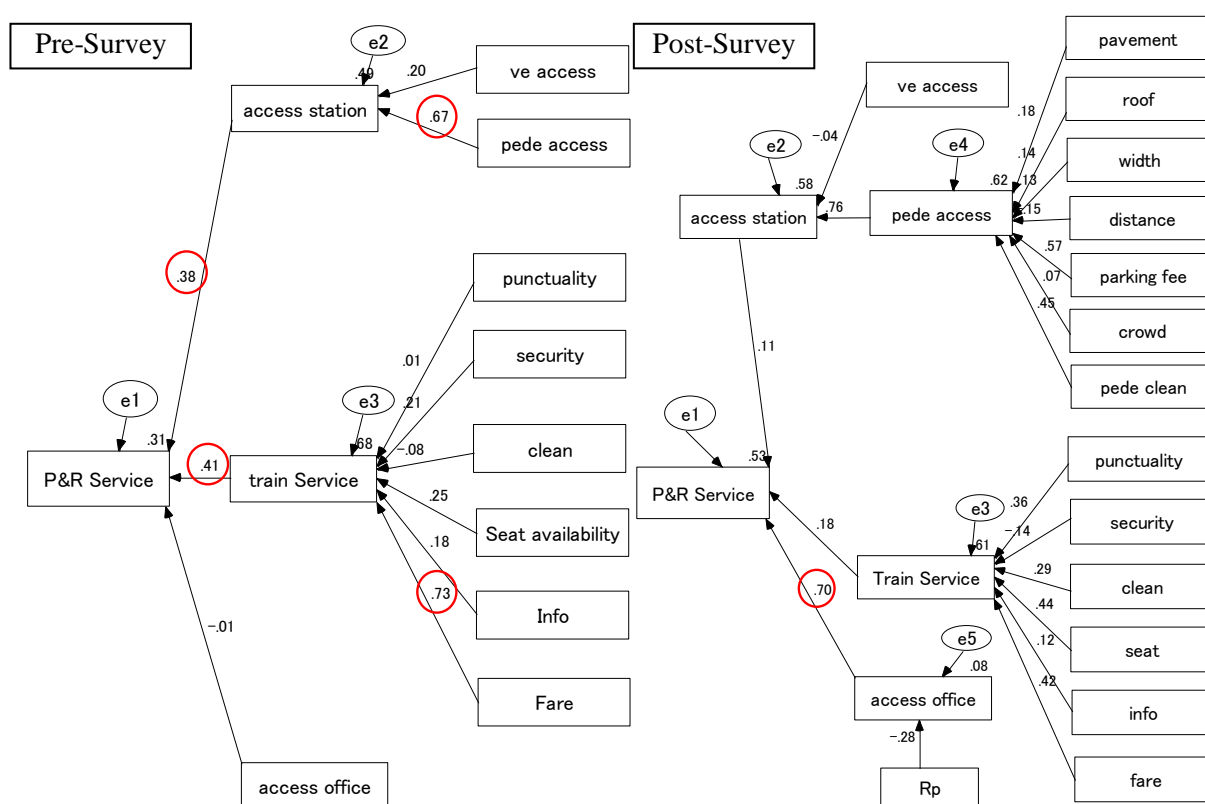 Pre-Survey
e2
.49
.20
ve access
access station
.67
pede access
.38
punctuality
.01
security
e1
e3
.21
.31
.68
-.08
clean
P&R Service
.41
train Service
.25
Seat availability
.18
.73
Info
-.01
Fare
access office
Post-Survey
pavement
ve access
roof
.18
-.04
e2
e4
.14
width
.58
.62
.13
access station
.76
pede access
.15
distance
.57
.07
parking fee
.45
crowd
.11
pede clean
e1
punctuality
.53
.36
P&R Service
e3
-.14
security
.18
.61
Train Service
.29
clean
.70
.44
.12
seat
e5
.08
.42
access office
info
-.28
Rp
fare